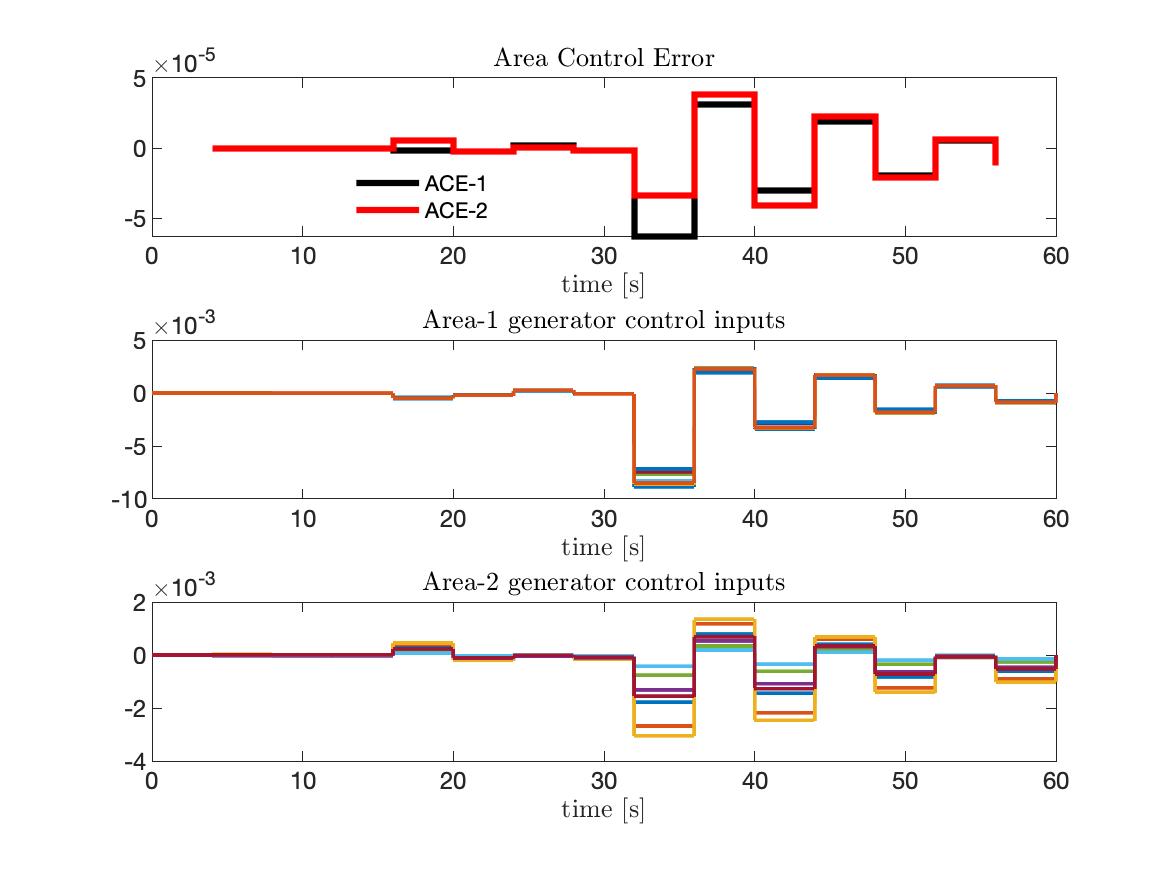 ×10-5
Area Control Error
5
0
-5
ACE-1
ACE-2
0 10 20 30 40 50 60
time [s]
×10-3
Area-1 generator control inputs
5
0
-5
-10
0 10 20 30 40 50 60
time [s]
×10-3
Area-2 generator control inputs
2
0
-2
-4
0 10 20 30 40 50 60
time [s]